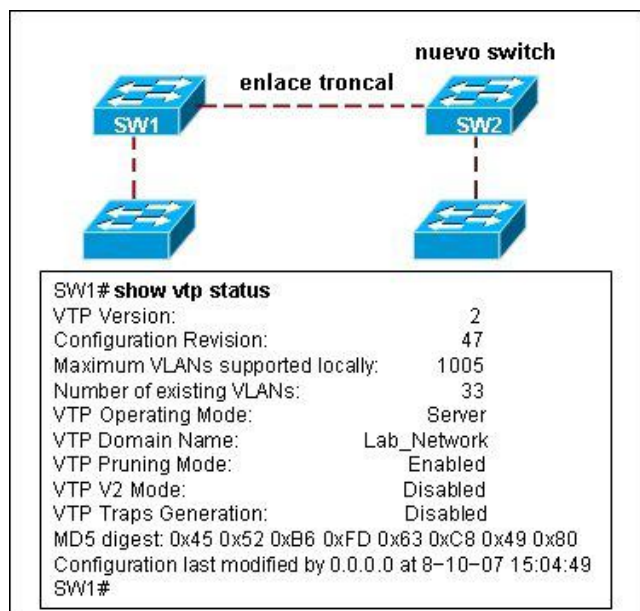 nuevo switch
enlace troncal
SW1
SW2
SW1# show vtp status
VTP Version: 2
Configuration Revision: 47
Maximum VLANs supported locally: 1005
Number of existing VLANs: 33
VTP Operating Mode: Server
VTP Domain Name: Lab_Network
VTP Pruning Mode: Enabled
VTP V2 Mode: Disabled
VTP Traps Generation: Disabled
MD5 digest: 0x45 0x52 0xB6 0xFD 0x63 0xC8 0x49 0x80
Configuration last modified by 0.0.0.0 at 8-10-07 15:04:49
SW1#